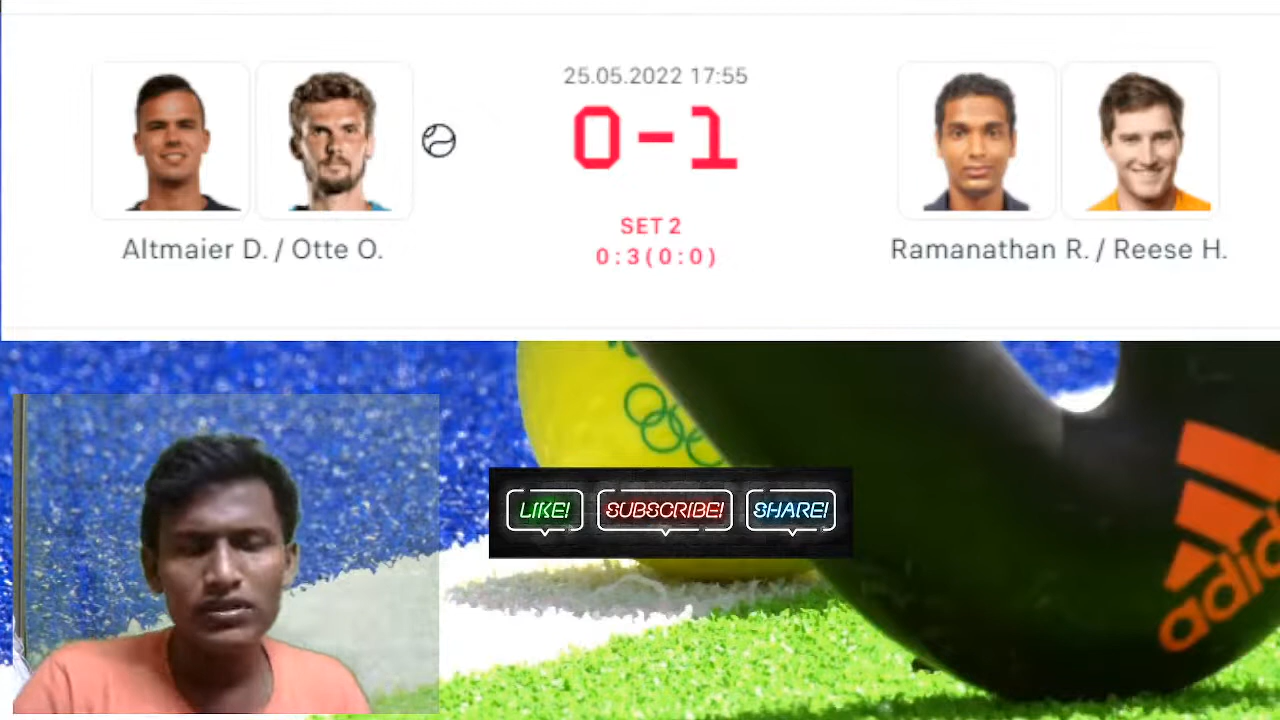 25.05.2022 17:55
0-1
SET 2
0:3(0:0)
Altmaier D. / Otte O.
Ramanathan R. / Reese H.
LIKE!
SUBSCRIBE!
SHARE!